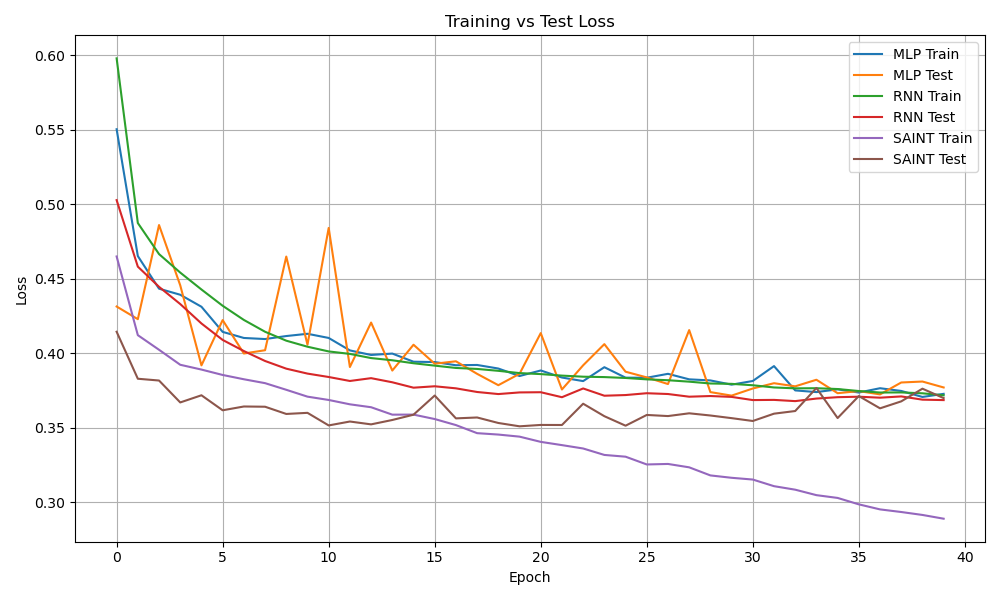 Training vs Test Loss
MLP Train
MLP Test
RNN Train
RNN Test
SAINT Train
SAINT Test
Loss
0.60
0.55
0.50
0.45
0.40
0.35
0.30
0 5 10 15 20 25 30 35 40
Epoch